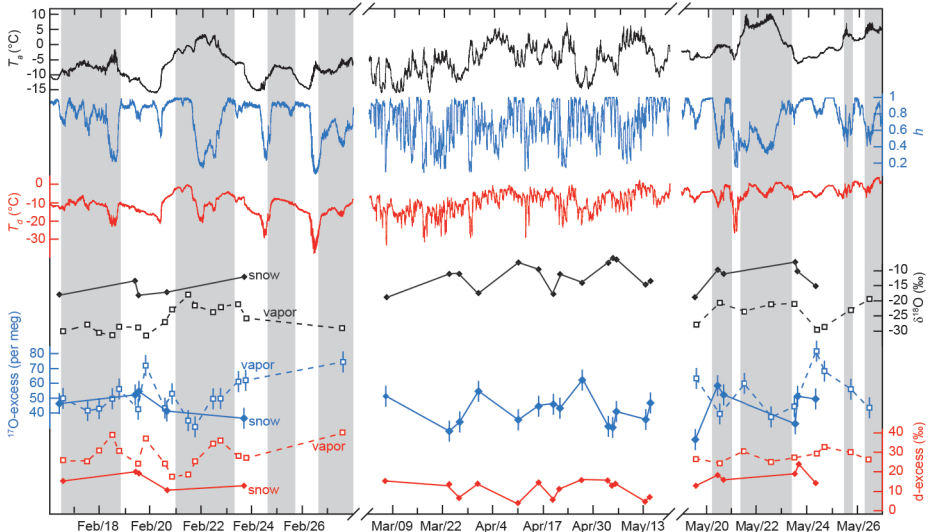 10
5
0
-5
-10
-15
Ta (°C)
1
0.8
0.6
0.4
0.2
h
0
-10
-20
-30
Td (°C)
snow
vapor
-10
-15
-20
-25
-30
δ18O (‰)
80
70
60
50
40
17O-excess (per meg)
vapor
snow
vapor
snow
40
30
20
10
0
d-excess (‰)
Feb/18 Feb/20 Feb/22 Feb/24 Feb/26 Mar/09 Mar/22 Apr/4 Apr/17 Apr/30 May/13 May/20 May/22 May/24 May/26